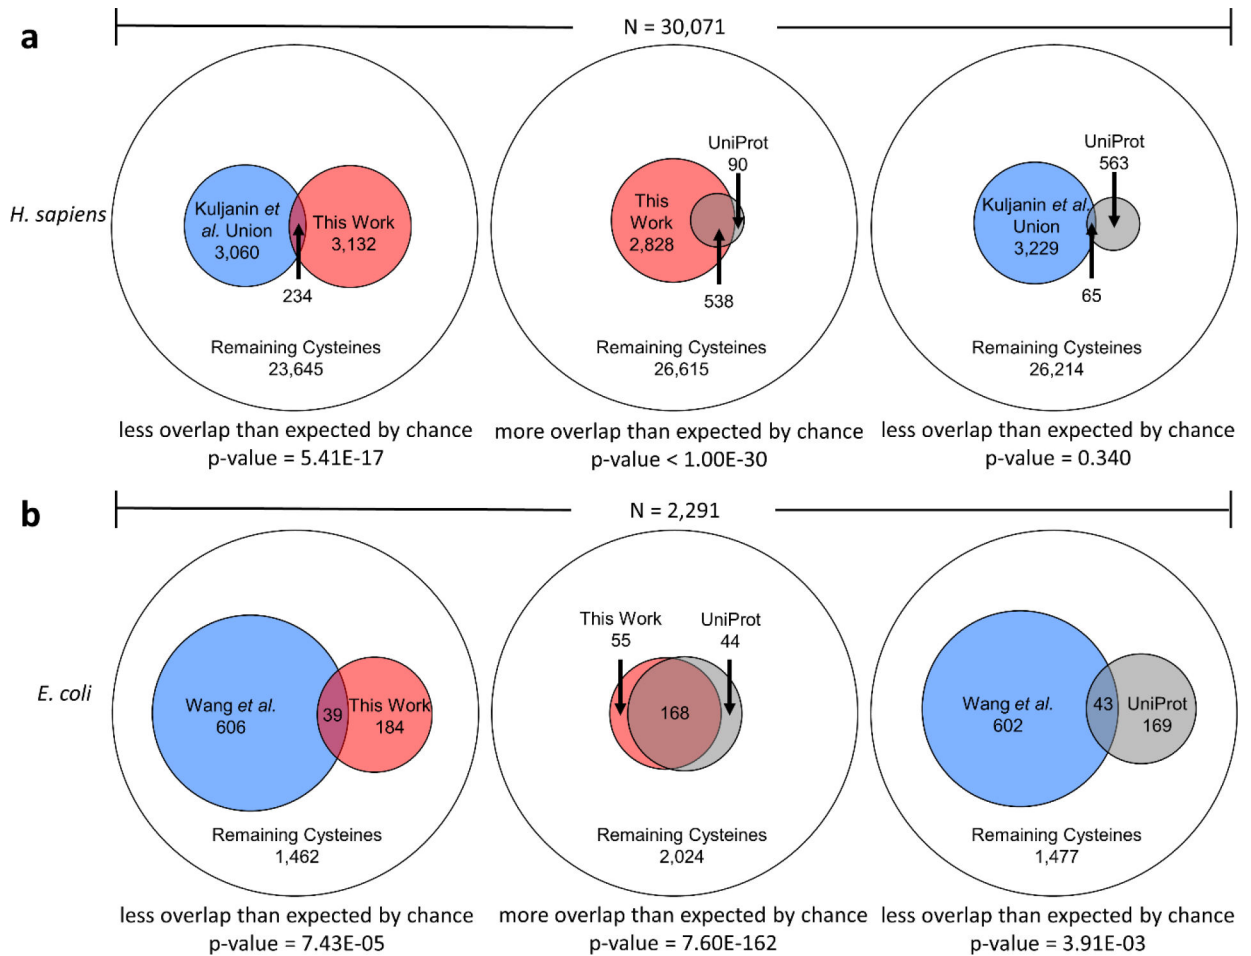 a
N = 30,071
H. sapiens
Kuljanin et
al. Union
3,060
This Work
3,132
234
Remaining Cysteines
23,645
less overlap than expected by chance
p-value = 5.41E-17
UniProt
90
This
Work
2,828
538
Remaining Cysteines
26,615
more overlap than expected by chance
p-value < 1.00E-30
UniProt
563
Kuljanin et al.
Union
3,229
65
Remaining Cysteines
26,214
less overlap than expected by chance
p-value = 0.340
b
N = 2,291
E. coli
Wang et al.
606
39
This Work
184
Remaining Cysteines
1,462
less overlap than expected by chance
p-value = 7.43E-05
This Work
55
UniProt
44
168
Remaining Cysteines
2,024
more overlap than expected by chance
p-value = 7.60E-162
Wang et al.
602
43
UniProt
169
Remaining Cysteines
1,477
less overlap than expected by chance
p-value = 3.91E-03